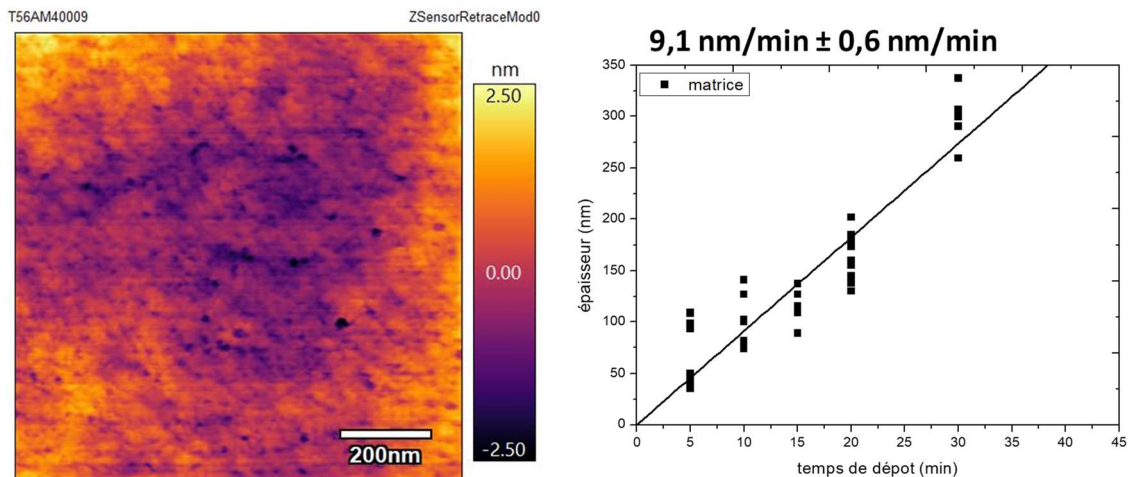 T56AM40009 ZSensorRetraceMod0
nm
2.50
0.00
-2.50
200nm
9,1 nm/min ± 0,6 nm/min
matrice
350
300
250
200
150
100
50
0
épaisseur (nm)
0 5 10 15 20 25 30 35 40 45
temps de dépot (min)